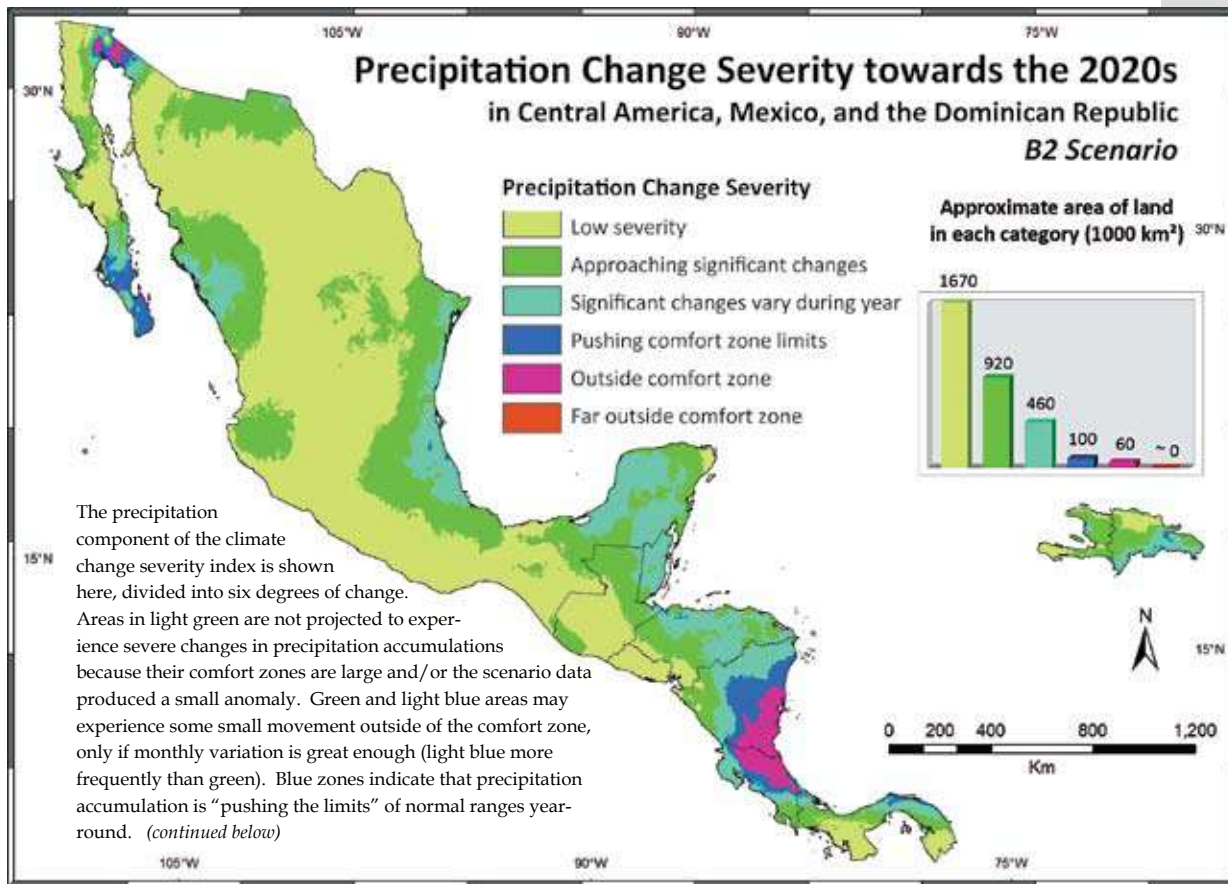 105°W
90°W
75°W
Precipitation Change Severity towards the 2020s
in Central America, Mexico, and the Dominican Republic
B2 Scenario
30°N
Precipitation Change Severity
Low severity
Approaching significant changes
Significant changes vary during year
Pushing comfort zone limits
Outside comfort zone
Far outside comfort zone
Approximate area of land
in each category (1000 km²)
30°N
1670
920
460
100
60
~ 0
The precipitation
component of the climate
change severity index is shown
here, divided into six degrees of change.
Areas in light green are not projected to exper-
ience severe changes in precipitation accumulations
because their comfort zones are large and/or the scenario data
produced a small anomaly. Green and light blue areas may
experience some small movement outside of the comfort zone,
only if monthly variation is great enough (light blue more
frequently than green). Blue zones indicate that precipitation
accumulation is “pushing the limits” of normal ranges year-
round. (continued below)
15°N
N
15°N
0 200 400 800 1,200
Km
105°W
90°W
75°W